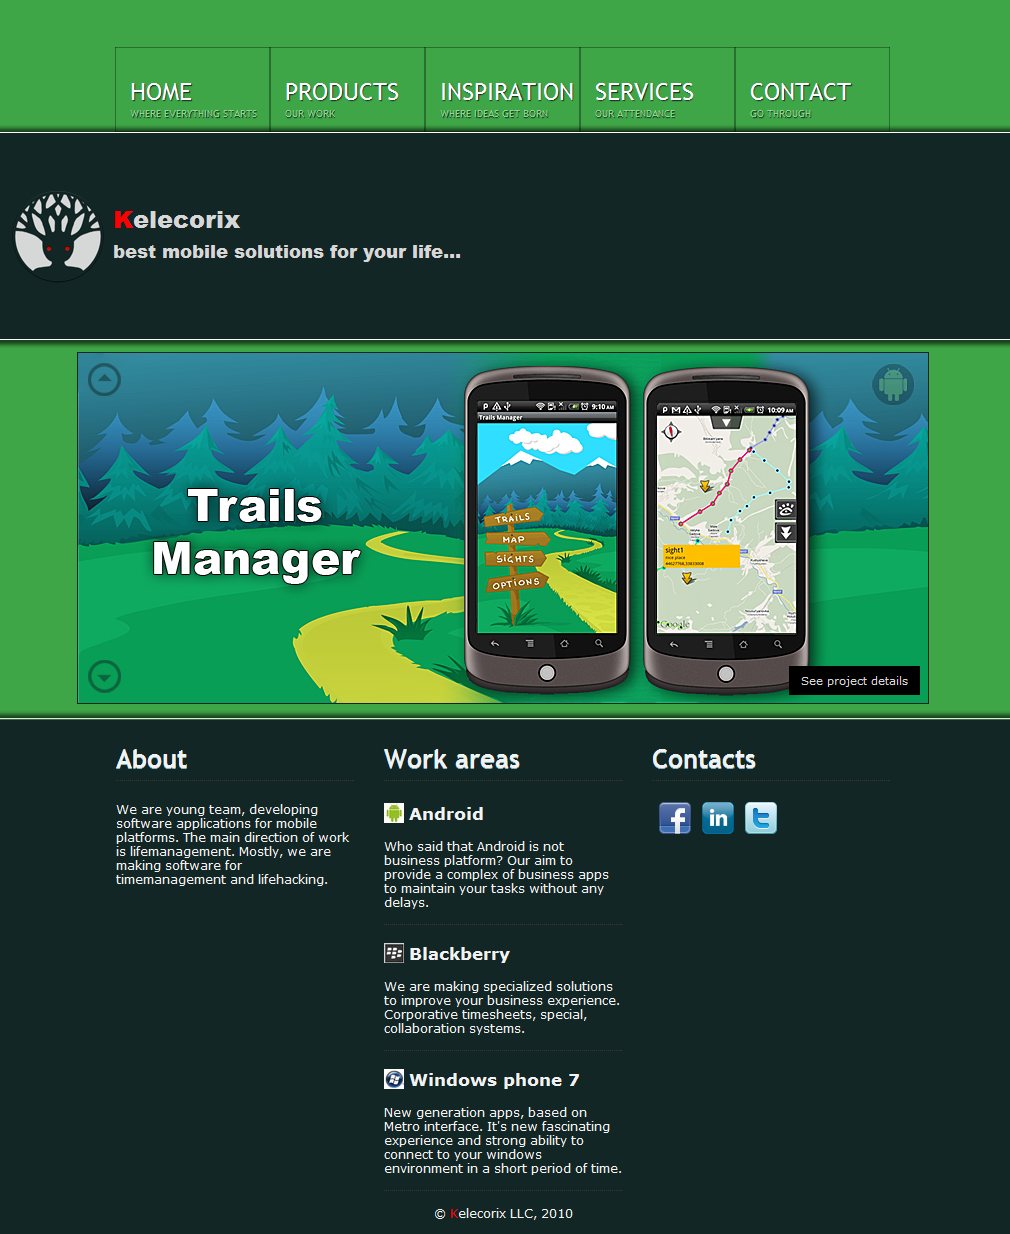 HOME
WHERE EVERYTHING STARTS
PRODUCTS
OUR WORK
INSPIRATION
WHERE IDEAS GET BORN
SERVICES
OUR ATTENDANCE
CONTACT
GO THROUGH
Kelecorix
best mobile solutions for your life...
Trails
Manager
9:10 AM
Trails Manager
TRAILS
MAP
SIGHTS
OPTIONS
10:09 AM
sight1
nice place
Google
See project details
About
We are young team, developing
software applications for mobile
platforms. The main direction of work
is lifemanagement. Mostly, we are
making software for
timemanagement and lifehacking.
Work areas
Android
Who said that Android is not
business platform? Our aim to
provide a complex of business apps
to maintain your tasks without any
delays.
Blackberry
We are making specialized solutions
to improve your business experience.
Corporative timesheets, special,
collaboration systems.
Windows phone 7
New generation apps, based on
Metro interface. It's new fascinating
experience and strong ability to
connect to your windows
environment in a short period of time.
Contacts
© Kelecorix LLC, 2010